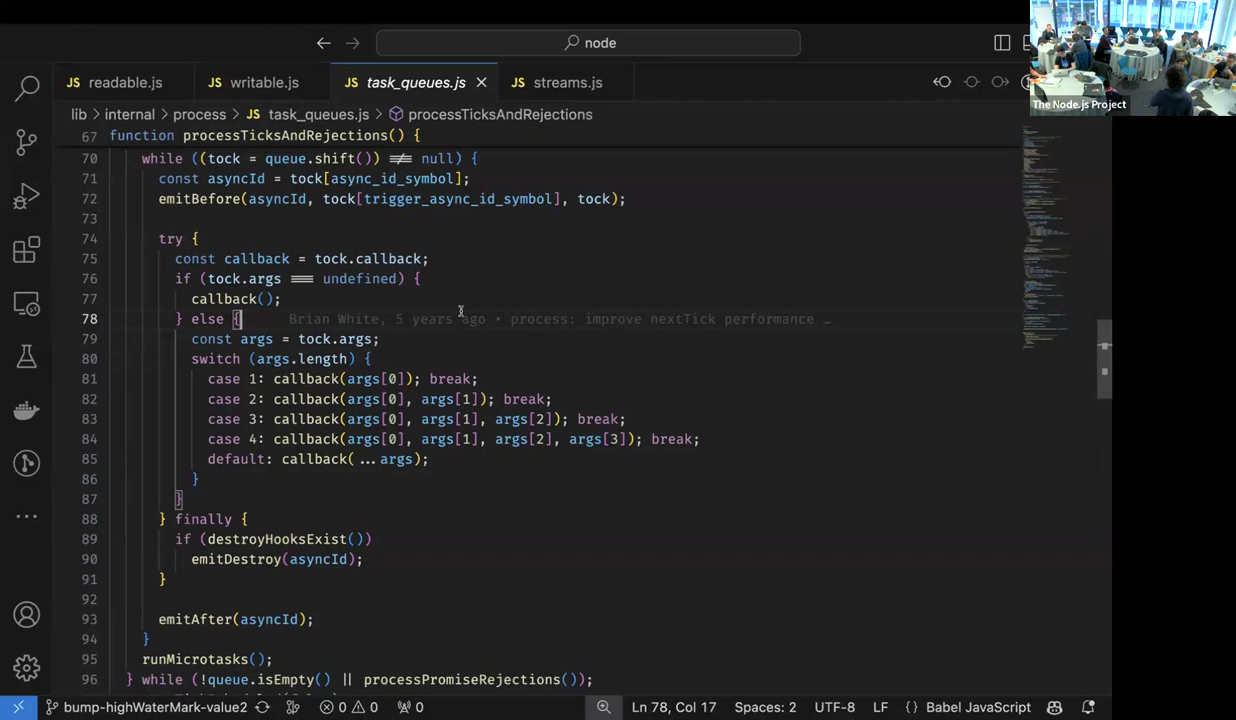 node
The Node.js Project
JS readable.js
JS writable.js
JS task_queues.js
JS streams.js
lib > internal > process > JS task_queues.js > processTicksAndRejections
67 function processTicksAndRejections() {
70 while ((tock = queue.shift()) !== null) {
71 const asyncId = tock[async_id_symbol];
72 emitBefore(asyncId, tock[trigger_async_id_symbol], tock);
73
74 try {
75 const callback = tock.callback;
76 if (tock.args === undefined) {
77 callback();
78 } else { Brian White, 5 years ago • process: improve nextTick performance …
79 const args = tock.args;
80 switch (args.length) {
81 case 1: callback(args[0]); break;
82 case 2: callback(args[0], args[1]); break;
83 case 3: callback(args[0], args[1], args[2]); break;
84 case 4: callback(args[0], args[1], args[2], args[3]); break;
85 default: callback(...args);
86 }
87 }
88 } finally {
89 if (destroyHooksExist())
90 emitDestroy(asyncId);
91 }
92
93 emitAfter(asyncId);
94 }
95 runMicrotasks();
96 } while (!queue.isEmpty() || processPromiseRejections());
bump-highWaterMark-value2 0 0 0 Ln 78, Col 17 Spaces: 2 UTF-8 LF {} Babel JavaScript